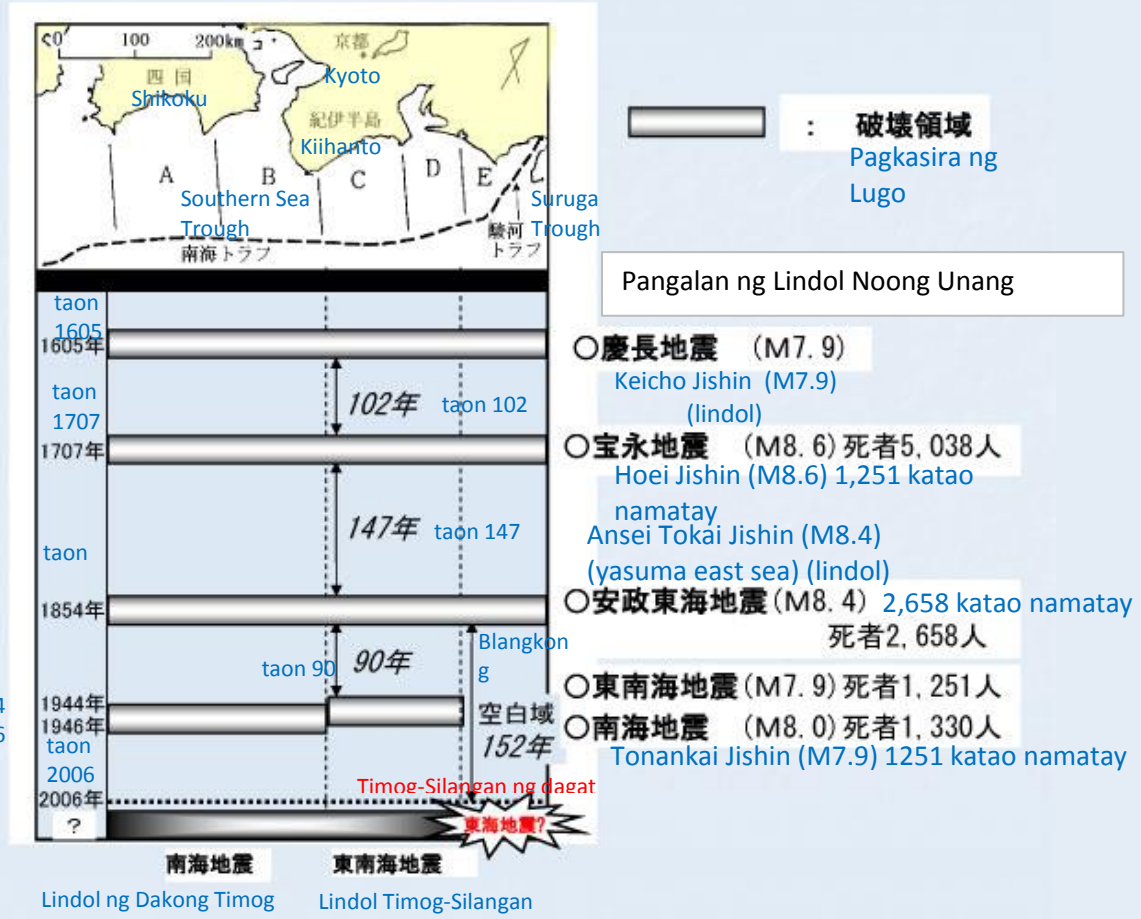 0 100 200km
京都
Kyoto
四国
Shikoku
紀伊半島
Kiihanto
A B C D E
Southern Sea
Trough
南海トラフ
Suruga
Trough
駿河
トラフ
: 破壊領域
Pagkasira ng
Lugo
Pangalan ng Lindol Noong Unang
taon
1605
1605年
○慶長地震 (M7.9)
Keicho Jishin (M7.9)
(lindol)
102年 taon 102
taon
1707
1707年
○宝永地震 (M8.6)死者5,038人
Hoei Jishin (M8.6) 1,251 katao
namatay
147年 taon 147
taon
Ansei Tokai Jishin (M8.4)
(yasuma east sea) (lindol)
1854年
○安政東海地震(M8.4) 2,658 katao namatay
死者2,658人
taon 90 90年
Blangkon
g
空白域
152年
1944年
1946年
○東南海地震(M7.9)死者1,251人
○南海地震 (M8.0)死者1,330人
Tonankai Jishin (M7.9) 1251 katao namatay
taon
2006
2006年
Timog-Silangan ng dagat
?
東海地震?
南海地震 東南海地震
Lindol ng Dakong Timog Lindol Timog-Silangan